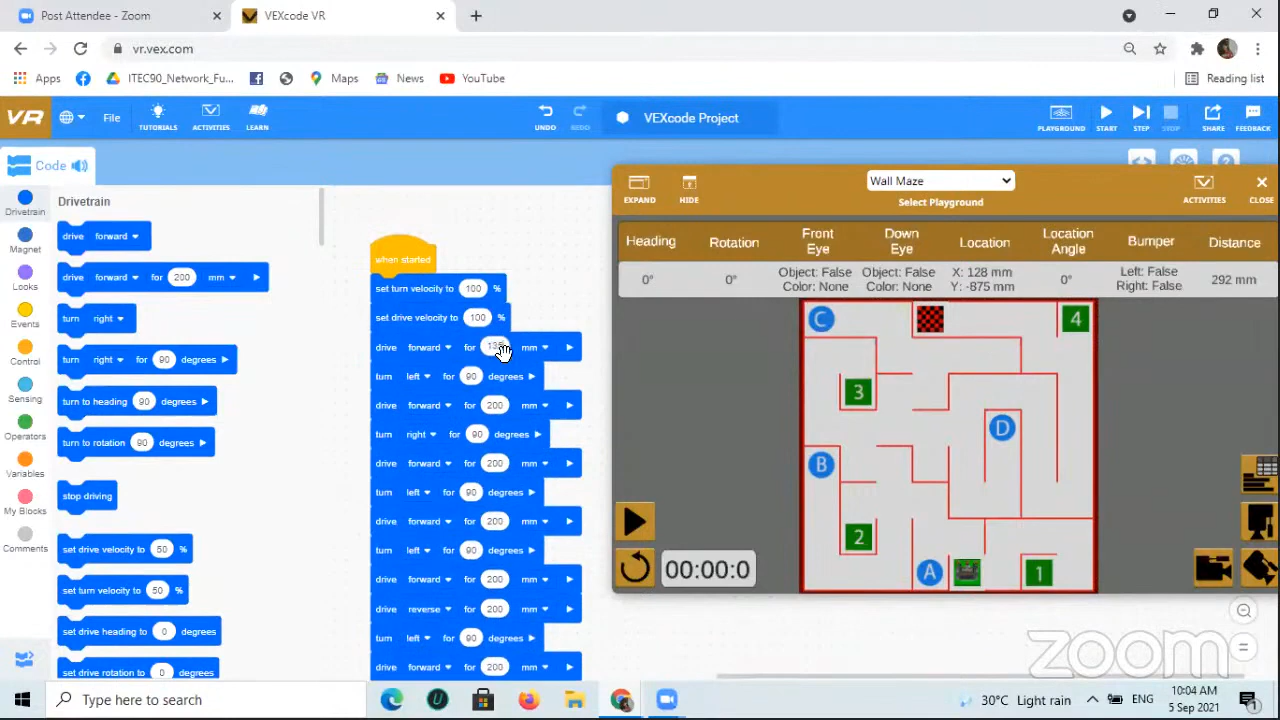 Post Attendee - Zoom
VEXcode VR
vr.vex.com
Apps
ITEC90_Network_Fu...
Maps
News
YouTube
Reading list
VR
File
TUTORIALS
ACTIVITIES
LEARN
UNDO
REDO
VEXcode Project
PLAYGROUND
START
STEP
STOP
SHARE
FEEDBACK
Code
Drivetrain
Magnet
Looks
Events
Control
Sensing
Operators
Variables
My Blocks
Comments
Drivetrain
drive forward
drive forward for 200 mm
turn right
turn right for 90 degrees
turn to heading 90 degrees
turn to rotation 90 degrees
stop driving
set drive velocity to 50 %
set turn velocity to 50 %
set drive heading to 0 degrees
set drive rotation to 0 degrees
when started
set turn velocity to 100 %
set drive velocity to 100 %
drive forward for mm
turn left for 90 degrees
drive forward for 200 mm
turn right for 90 degrees
drive forward for 200 mm
turn left for 90 degrees
drive forward for 200 mm
turn left for 90 degrees
drive forward for 200 mm
drive reverse for 200 mm
turn left for 90 degrees
drive forward for 200 mm
EXPAND
HIDE
Wall Maze
Select Playground
ACTIVITIES
CLOSE
Heading
Rotation
Front Eye
Down Eye
Location
Location Angle
Bumper
Distance
0°
0°
Object: False
Color: None
Object: False
Color: None
X: 128 mm
Y: -875 mm
0°
Left: False
Right: False
292 mm
C
4
3
D
B
2
A
1
00:00:0
zoom
Type here to search
30°C Light rain
ENG
10:04 AM
5 Sep 2021
1